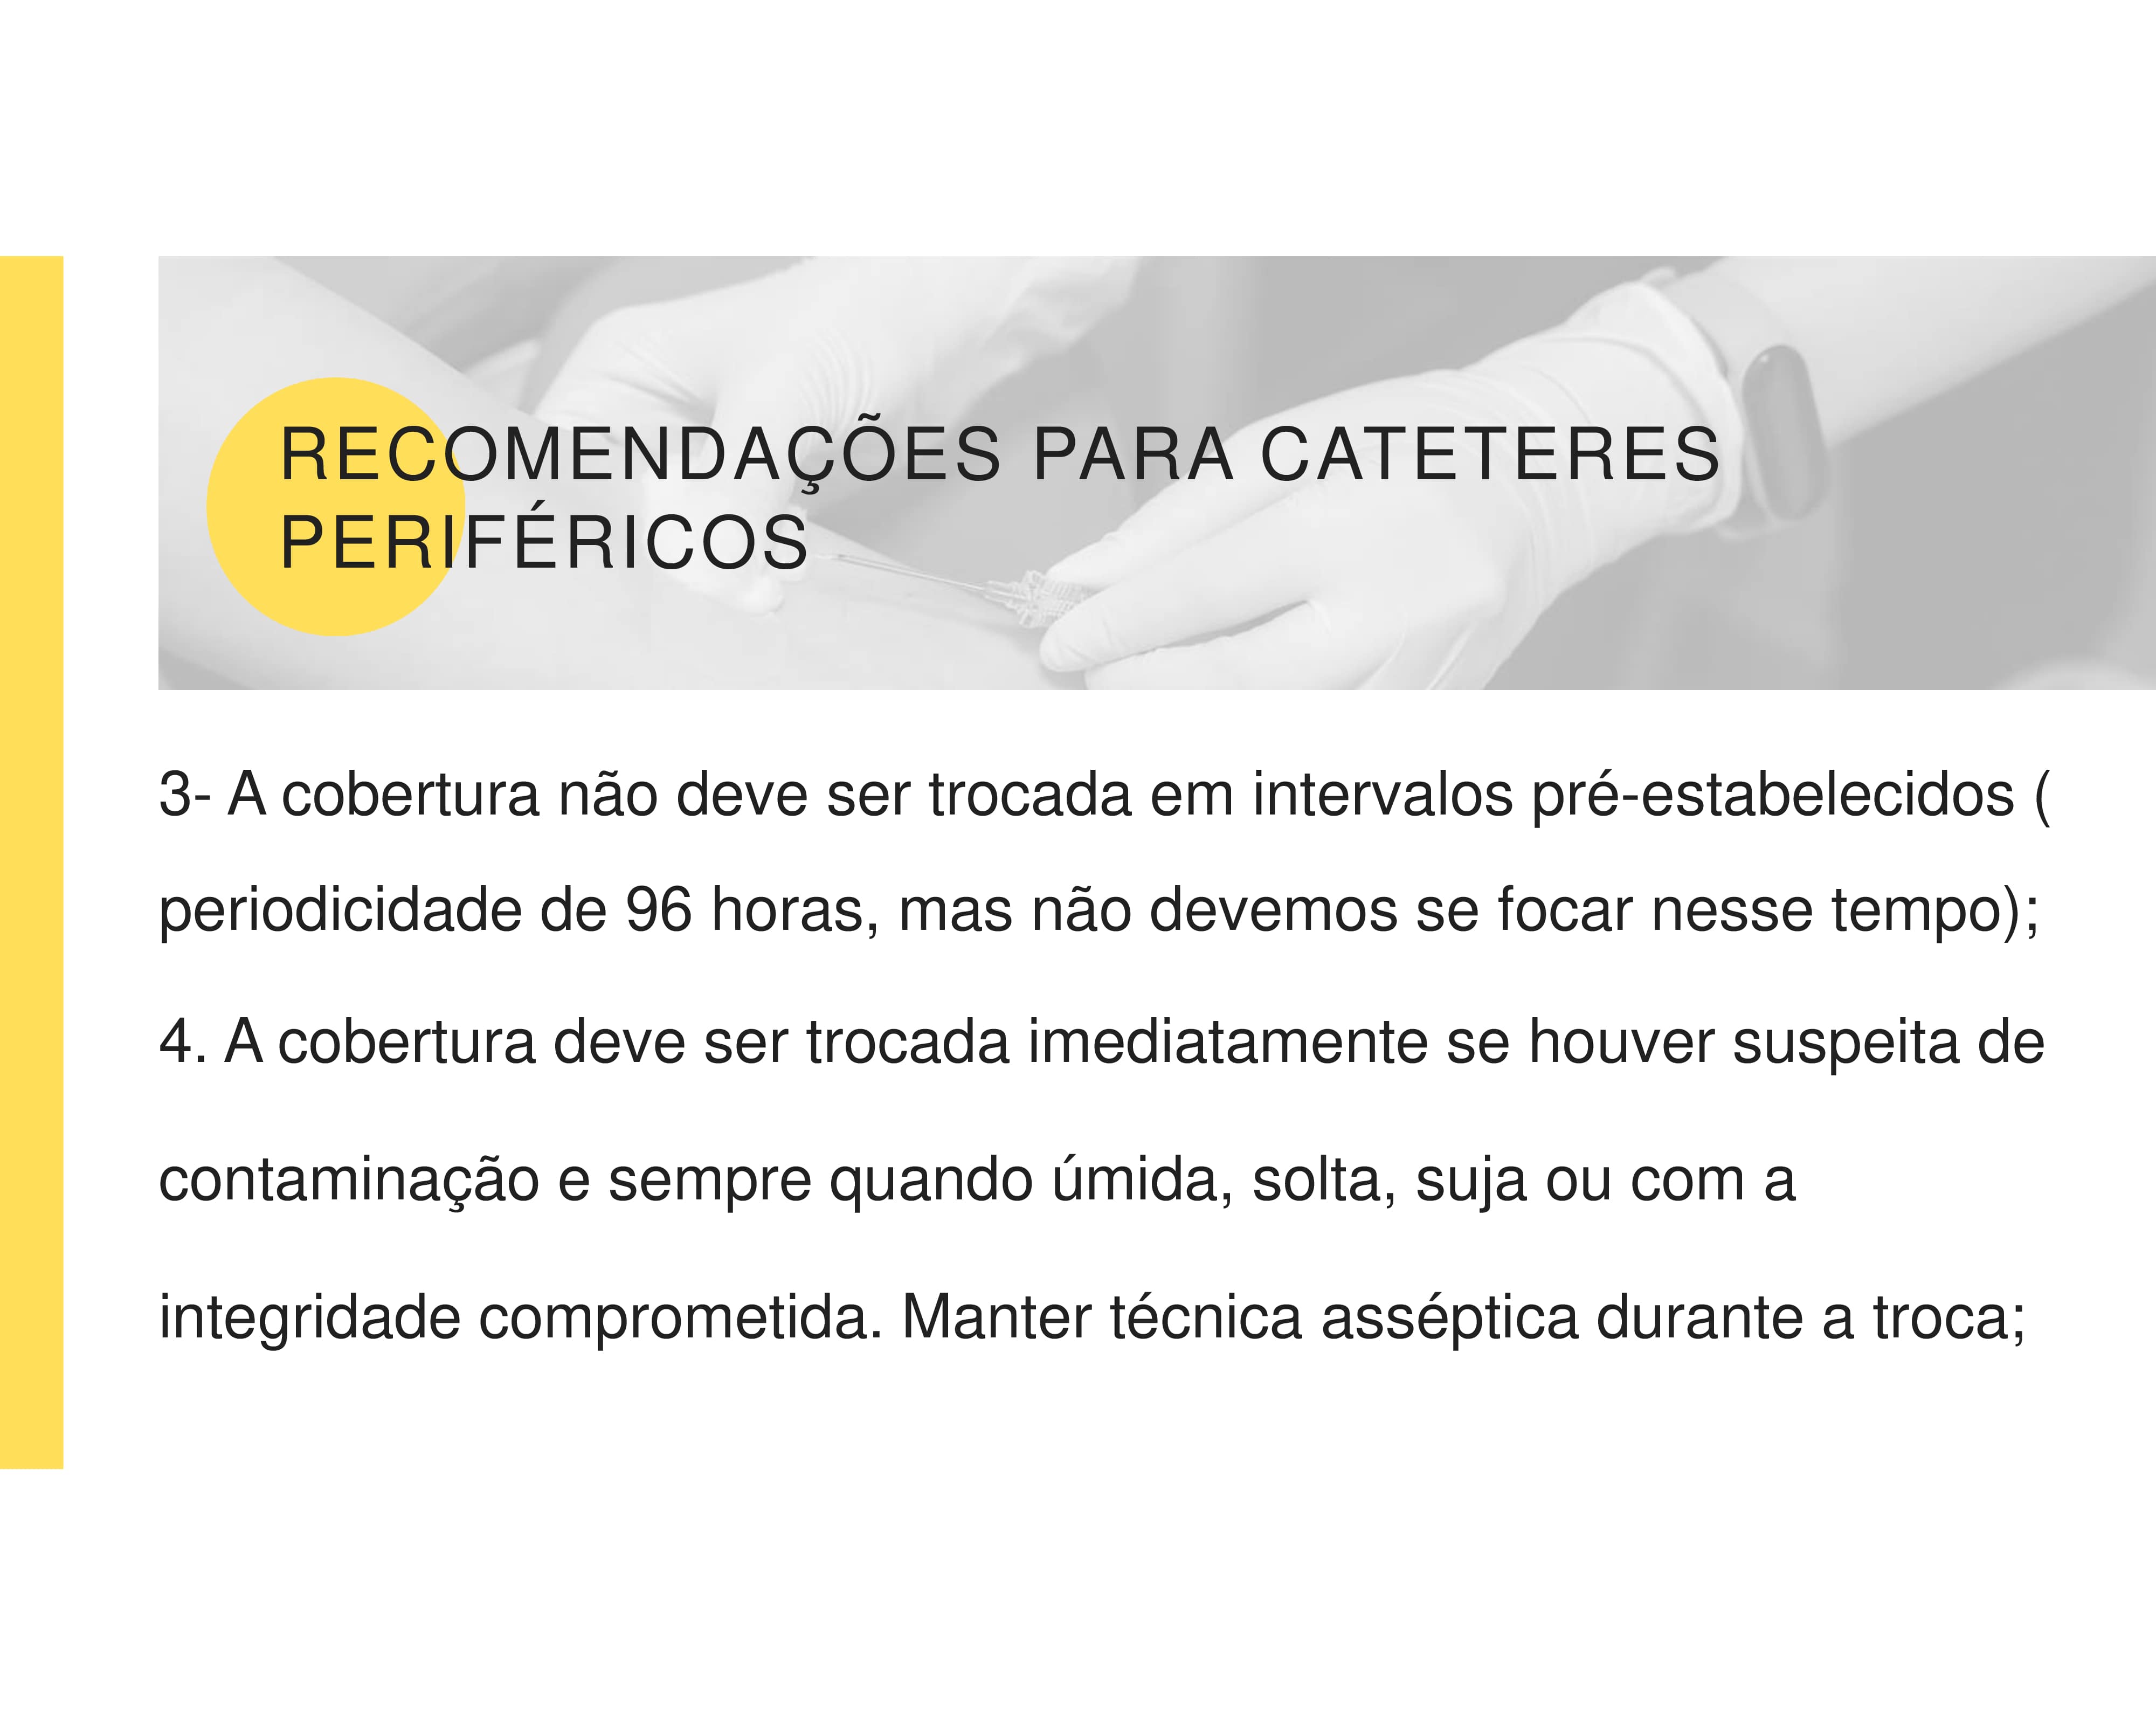 RECOMENDAÇÕES PARA CATETERES
PERIFÉRICOS
3- A cobertura não deve ser trocada em intervalos pré-estabelecidos (
periodicidade de 96 horas, mas não devemos se focar nesse tempo);
4. A cobertura deve ser trocada imediatamente se houver suspeita de
contaminação e sempre quando úmida, solta, suja ou com a
integridade comprometida. Manter técnica asséptica durante a troca;